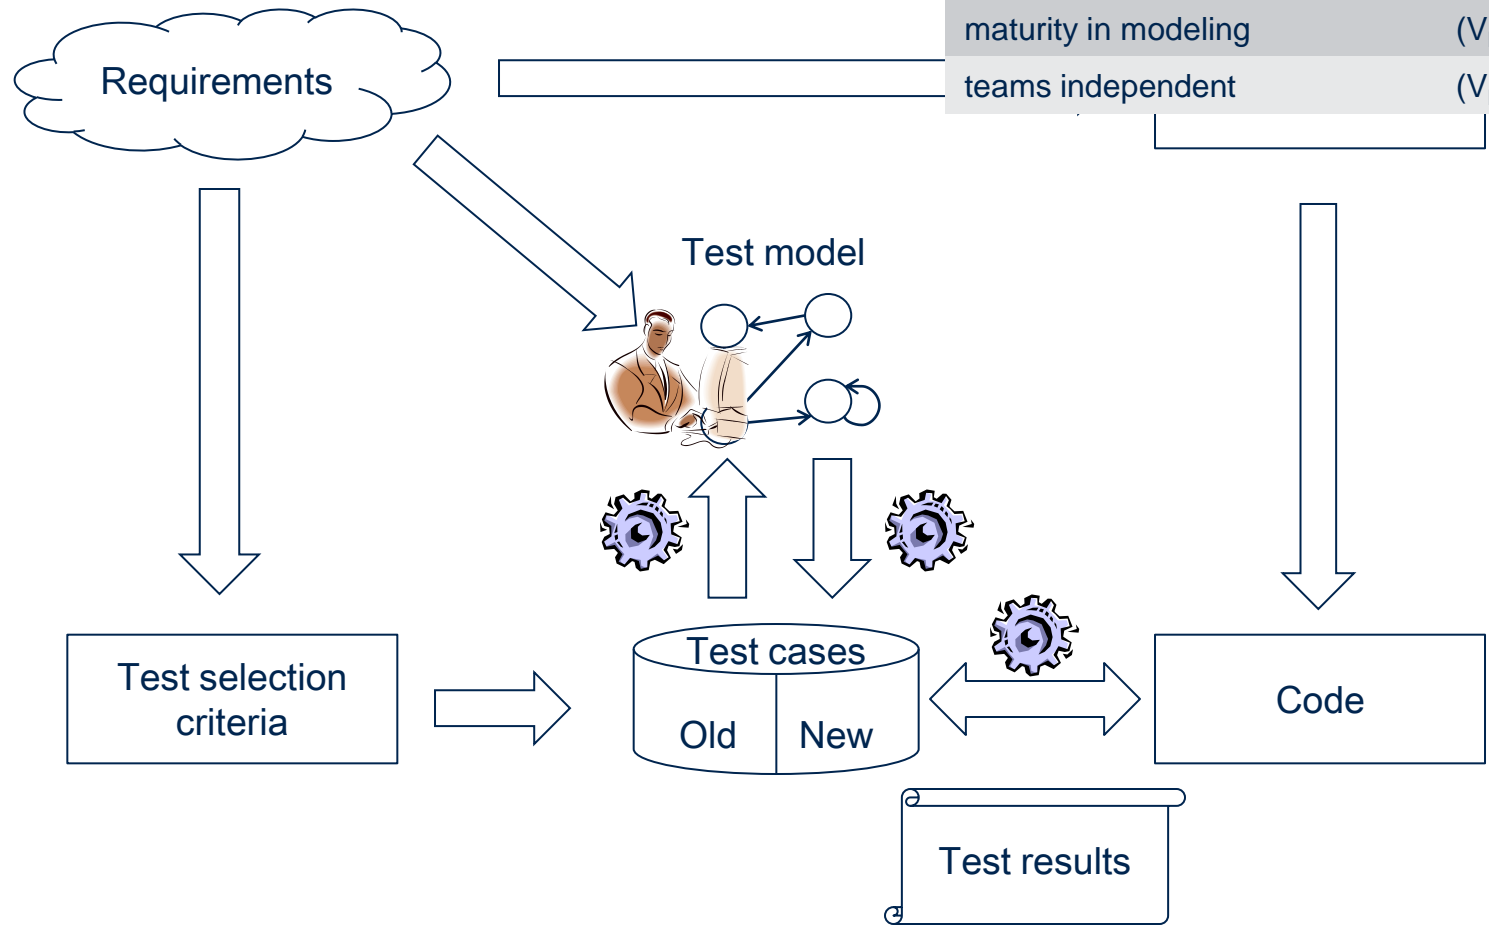 maturity in modeling (V
Requirements
teams independent (V
Test model
Test cases
Test selection
criteria
Old New
Code
Test results